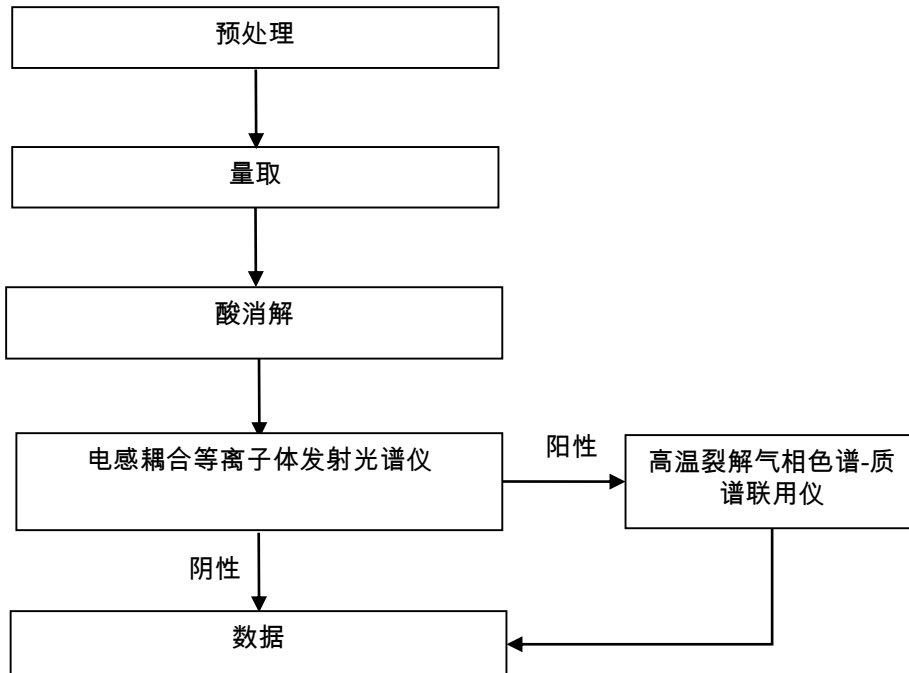 预处理
量取
酸消解
电感耦合等离子体发射光谱仪
阳性
高温裂解气相色谱-质
谱联用仪
阴性
数据